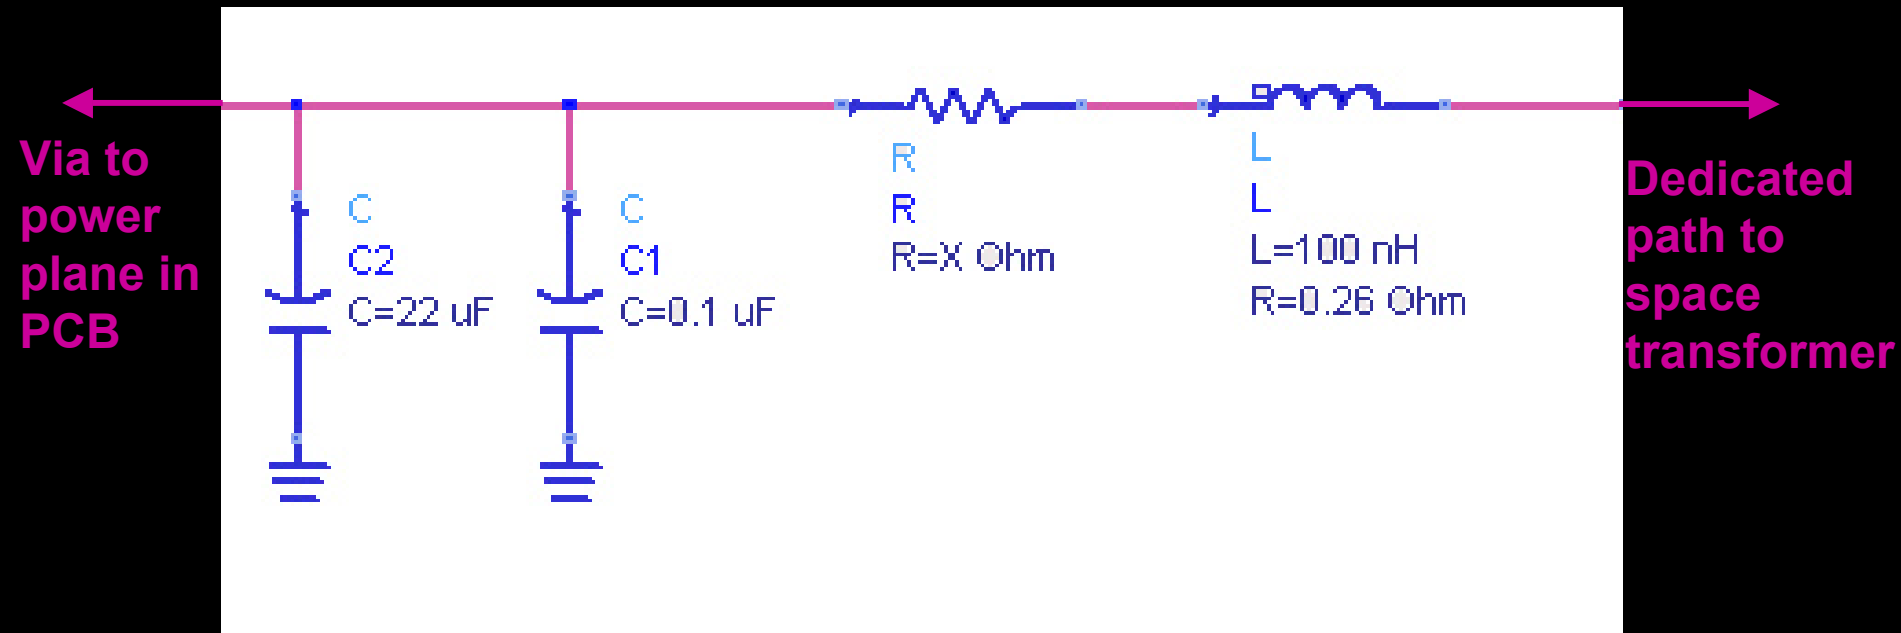 Via to
power
plane in
PCB
C
C2
C=22 uF
C
C1
C=0.1 uF
R
R
R=X Ohm
L
L
L=100 nH
R=0.26 Ohm
Dedicated
path to
space
transformer